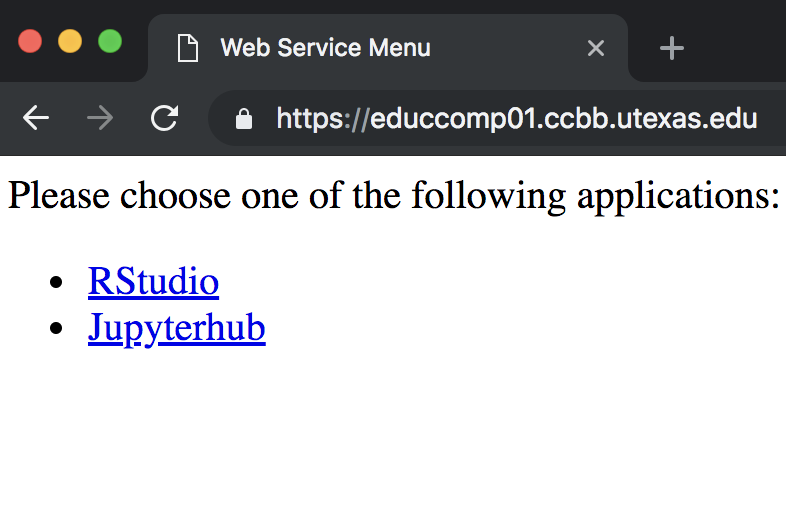 Web Service Menu
https://educcomp01.ccbb.utexas.edu
Please choose one of the following applications:
RStudio
Jupyterhub